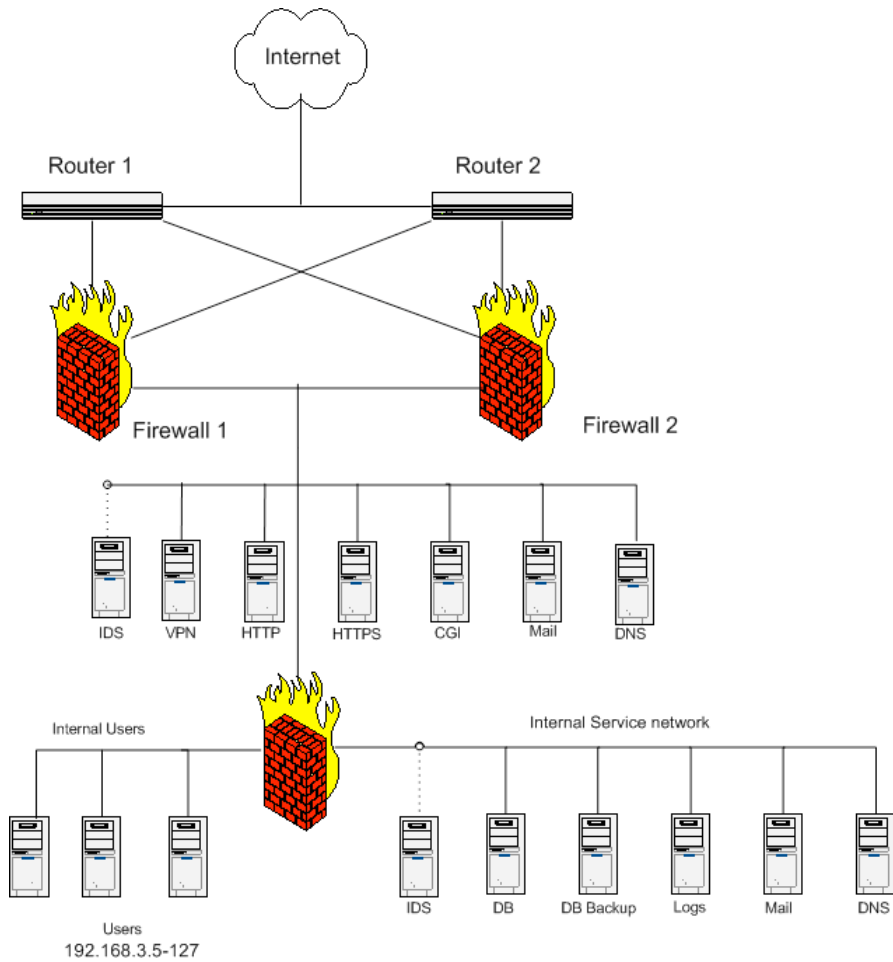 Internet
Router 1
Router 2
Firewall 1
Firewall 2
IDS
VPN
HTTP
HTTPS
CGI
Mail
DNS
Internal Users
Internal Service network
IDS
DB
DB Backup
Logs
Mail
DNS
Users
192.168.3.5-127